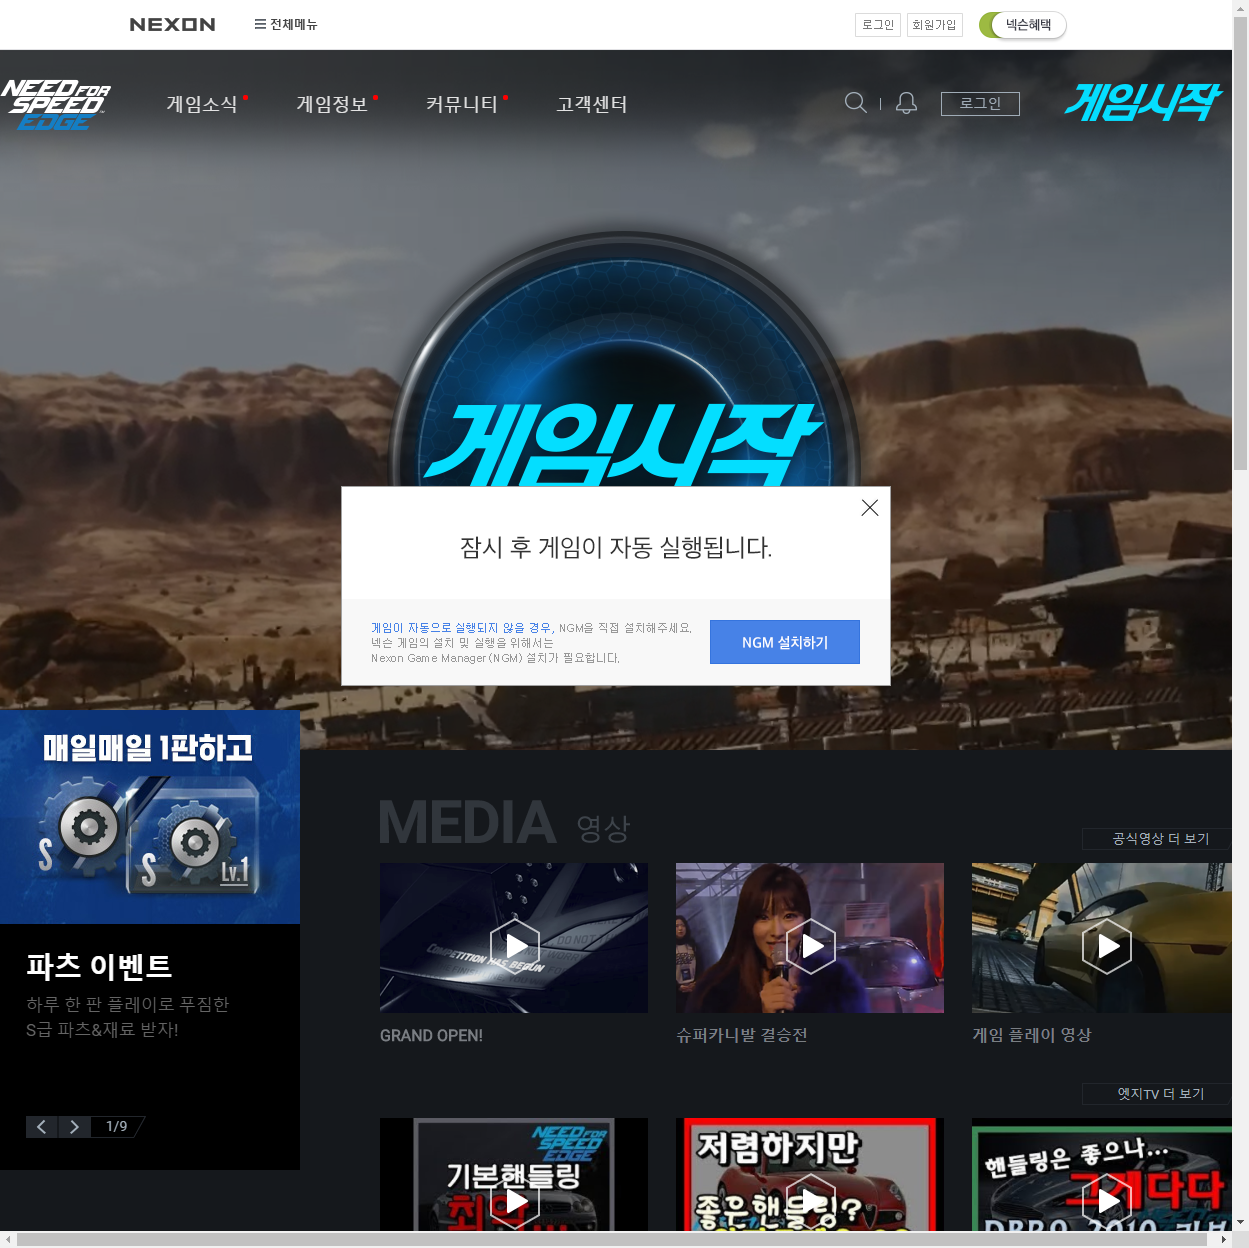 NEXON
전체메뉴
로그인
회원가입
넥슨혜택
NEED FOR
SPEED
EDGE
게임소식
게임정보
커뮤니티
고객센터
로그인
게임시작
게임시작
잠시 후 게임이 자동 실행됩니다.
게임이 자동으로 실행되지 않을 경우, NGM을 직접 설치해주세요.
넥슨 게임의 설치 및 실행을 위해서는
Nexon Game Manager(NGM) 설치가 필요합니다.
NGM 설치하기
매일매일 1판하고
S
S
Lv.1
파츠 이벤트
하루 한 판 플레이로 푸짐한
S급 파츠&재료 받자!
1/9
MEDIA 영상
공식영상 더 보기
COMPETITION HAS BEGUN
GRAND OPEN!
슈퍼카니발 결승전
게임 플레이 영상
엣지TV 더 보기
NEED FOR
SPEED
EDGE
기본핸들링
저렴하지만
좋은핸들링?
핸들링은 좋으나...
그게다다